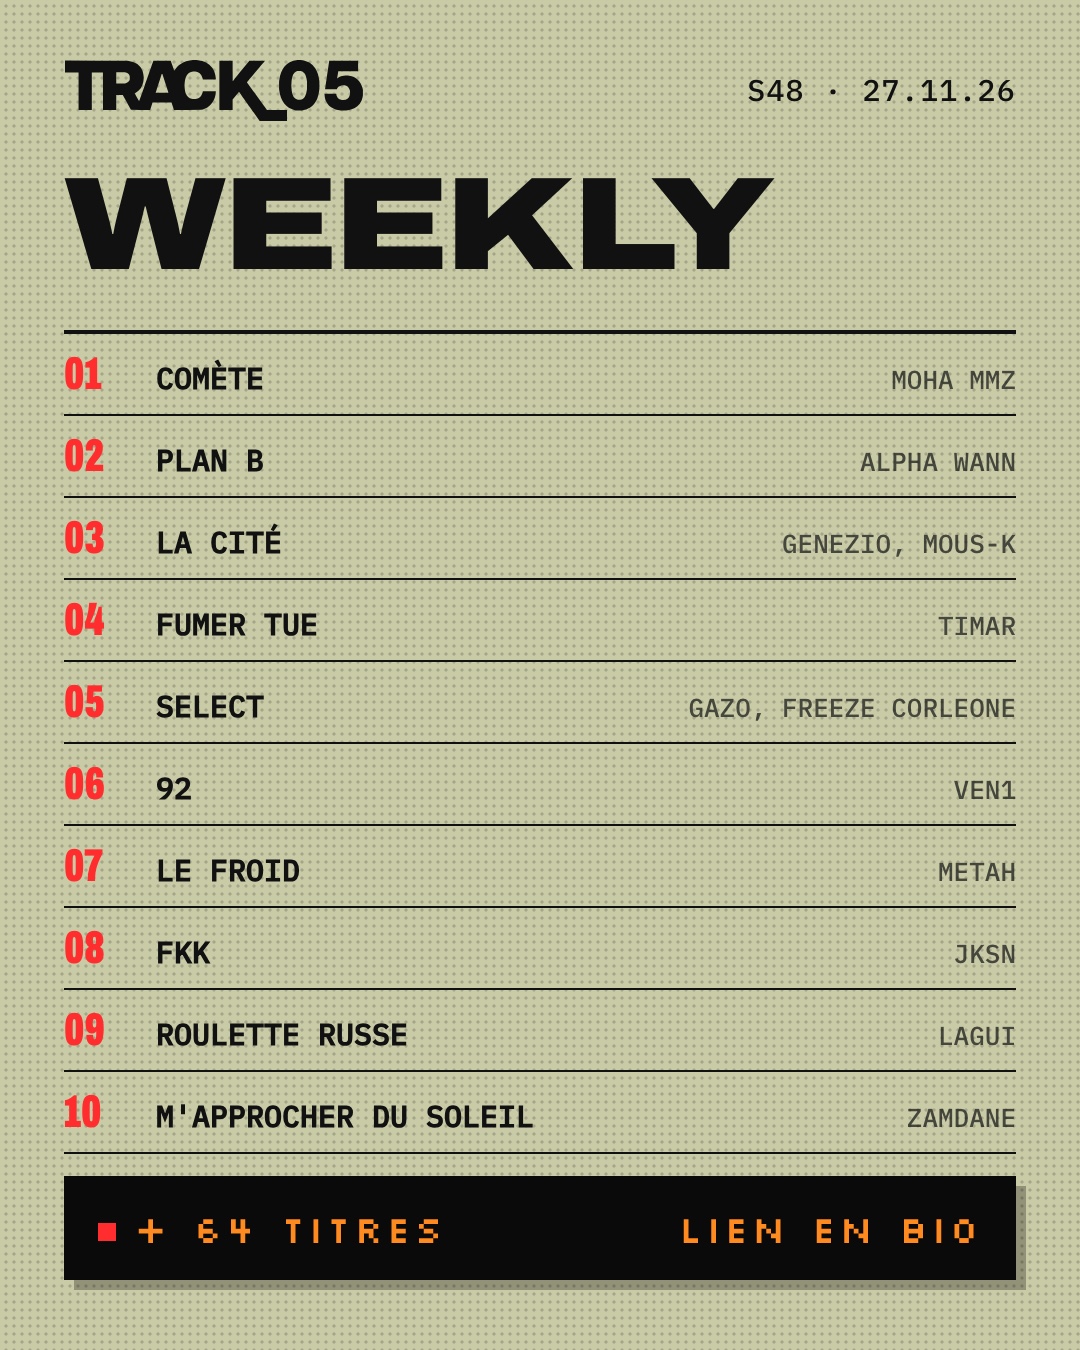 TRACK_05
S48 · 27.11.26
WEEKLY
01 COMÈTE MOHA MMZ
02 PLAN B ALPHA WANN
03 LA CITÉ GENEZIO, MOUS-K
04 FUMER TUE TIMAR
05 SELECT GAZO, FREEZE CORLEONE
06 92 VEN1
07 LE FROID METAH
08 FKK JKSN
09 ROULETTE RUSSE LAGUI
10 M'APPROCHER DU SOLEIL ZAMDANE
+ 64 TITRES LIEN EN BIO